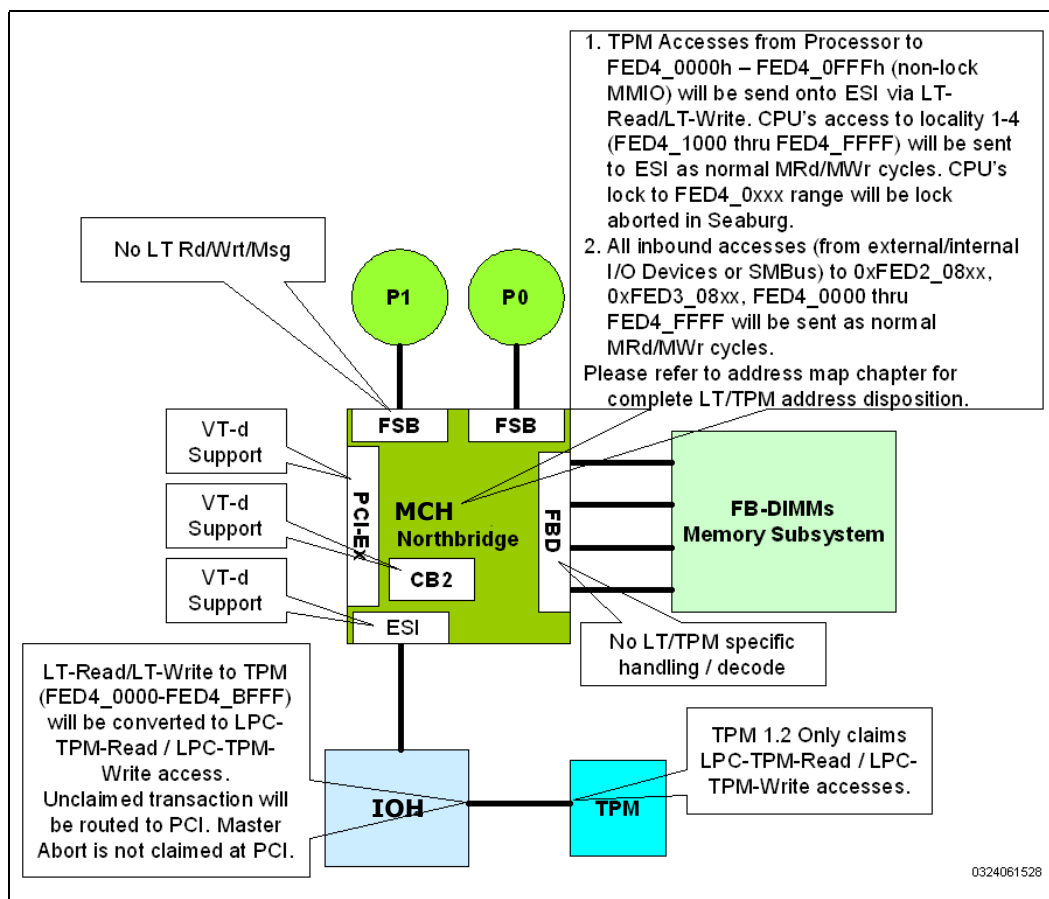 1. TPM Accesses from Processor to
FED4_0000h – FED4_0FFFh (non-lock
MMIO) will be send onto ESI via LT-
Read/LT-Write. CPU's access to locality 1-4
(FED4_1000 thru FED4_FFFF) will be sent
to ESI as normal MRd/MWr cycles. CPU's
lock to FED4_0xxx range will be lock
aborted in Seaburg.
2. All inbound accesses (from external/internal
I/O Devices or SMBus) to 0xFED2_08xx,
0xFED3_08xx, FED4_0000 thru
FED4_FFFF will be sent as normal
MRd/MWr cycles.
Please refer to address map chapter for
complete LT/TPM address disposition.
No LT Rd/Wrt/Msg
P1
P0
FSB
FSB
VT-d
Support
VT-d
Support
VT-d
Support
PCI-Ex
MCH
Northbridge
CB2
ESI
FBD
FB-DIMMs
Memory Subsystem
No LT/TPM specific
handling / decode
LT-Read/LT-Write to TPM
(FED4_0000-FED4_BFFF)
will be converted to LPC-
TPM-Read / LPC-TPM-
Write access.
Unclaimed transaction will
be routed to PCI. Master
Abort is not claimed at PCI.
IOH
TPM
TPM 1.2 Only claims
LPC-TPM-Read / LPC-
TPM-Write accesses.
0324061528